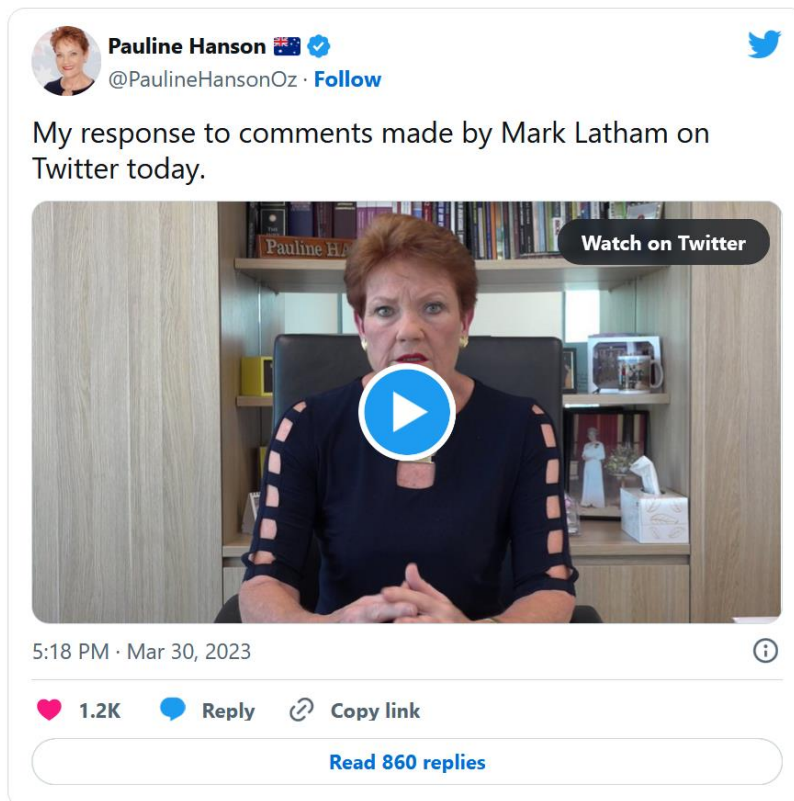 Pauline Hanson 🇦🇺
@PaulineHansonOz · Follow
My response to comments made by Mark Latham on
Twitter today.
Watch on Twitter
Pauline
5:18 PM · Mar 30, 2023
1.2K Reply Copy link
Read 860 replies